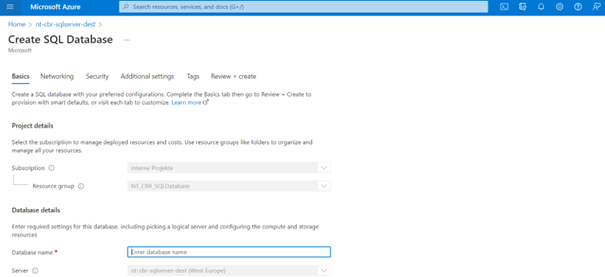 Microsoft Azure
Search resources, services, and docs (G+/)
Home > nt-cbr-sqlserver-dest >
Create SQL Database ...
Microsoft
Basics Networking Security Additional settings Tags Review + create
Create a SQL database with your preferred configurations. Complete the Basics tab then go to Review + Create to
provision with smart defaults, or visit each tab to customize. Learn more
Project details
Select the subscription to manage deployed resources and costs. Use resource groups like folders to organize and
manage all your resources.
Subscription
Interne Projekte
Resource group
NT_CBR_SQLDatabase
Database details
Enter required settings for this database, including picking a logical server and configuring the compute and storage
resources
Database name *
Enter database name
Server
nt-cbr-sqlserver-dest (West Europe)